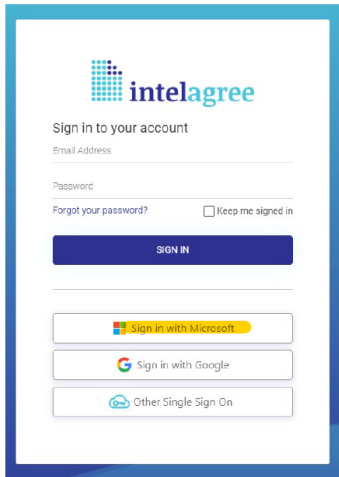 intelagree
Sign in to your account
Email Address
Password
Forgot your password? Keep me signed in
SIGN IN
Sign in with Microsoft
Sign in with Google
Other Single Sign On